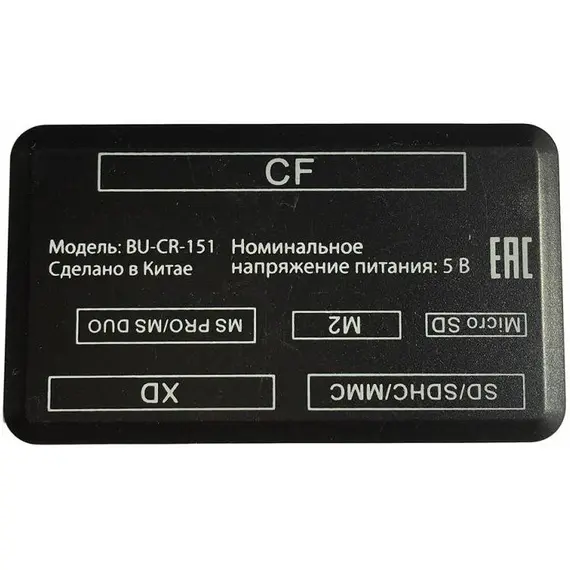 CF
Модель: BU-CR-151
Сделано в Китае
Номинальное
напряжение питания: 5 В
EAC
MS PRO/MS DUO
M2
Micro SD
XD
SD/SDHC/MMC